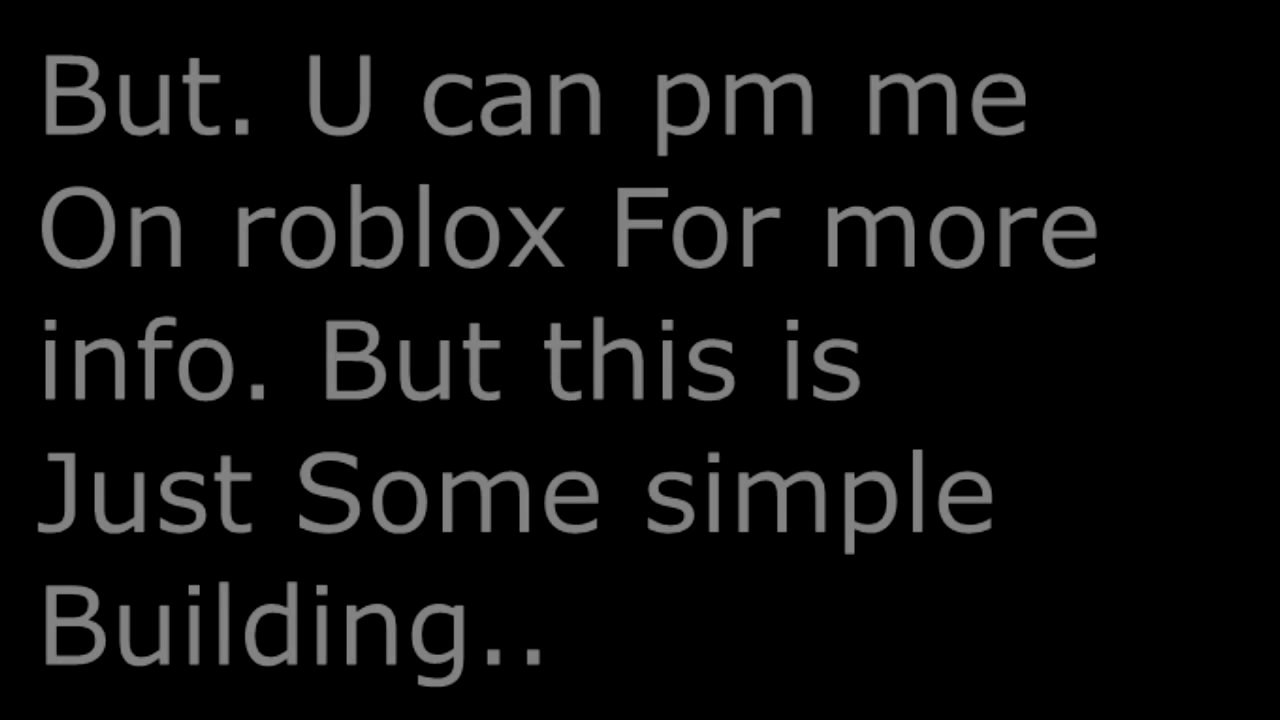 But. U can pm me
On roblox For more
info. But this is
Just Some simple
Building..